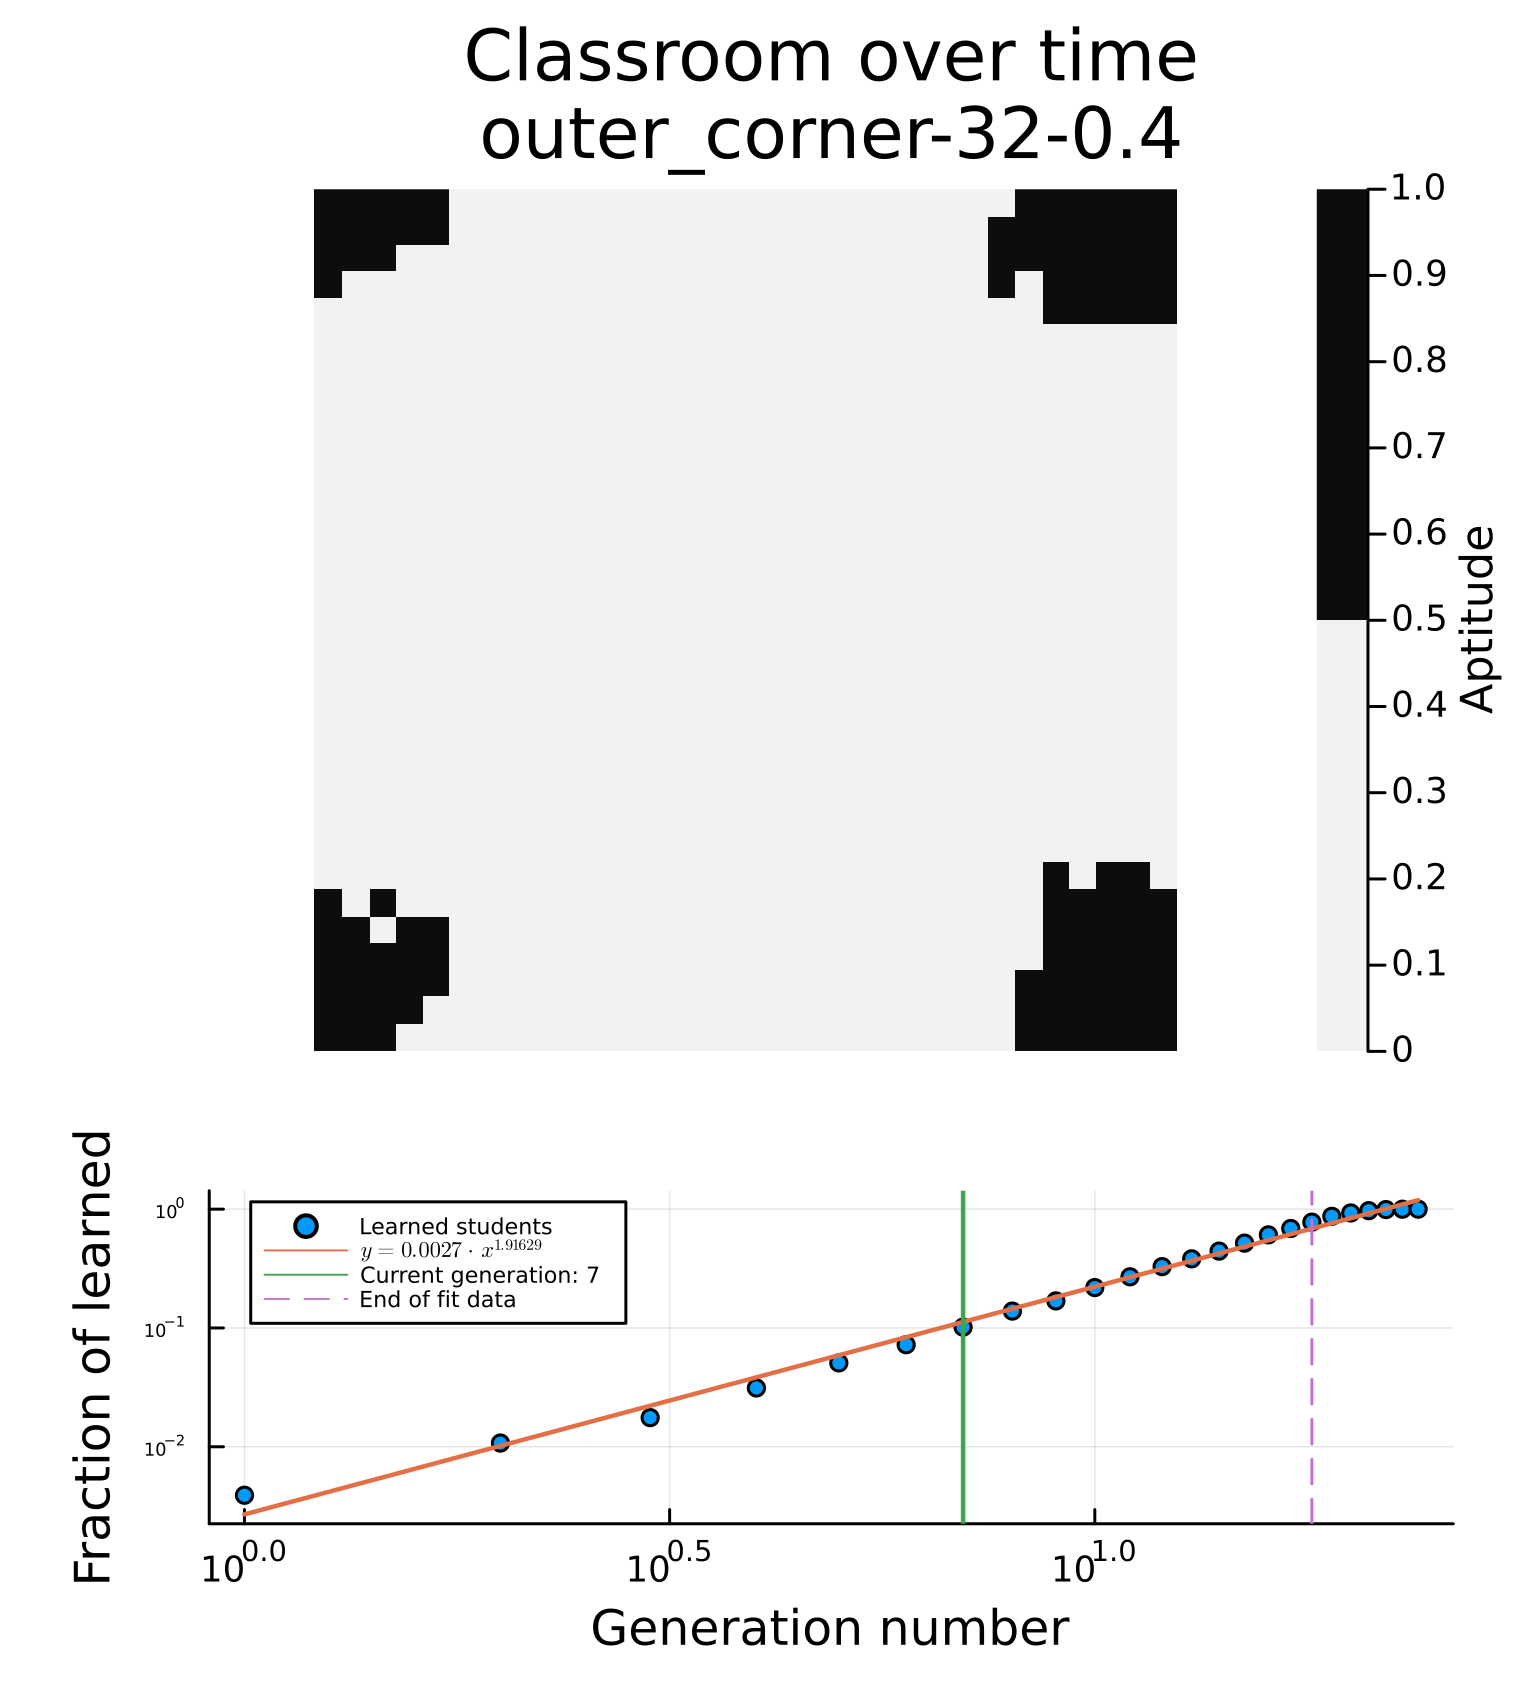 Classroom over time
outer_corner-32-0.4
1.0
0.9
0.8
0.7
0.6
0.5
0.4
0.3
0.2
0.1
0
Aptitude
Fraction of learned
10⁰
10⁻¹
10⁻²
Learned students
y = 0.0027 · x^1.91629
Current generation: 7
End of fit data
10^0.0
10^0.5
10^1.0
Generation number